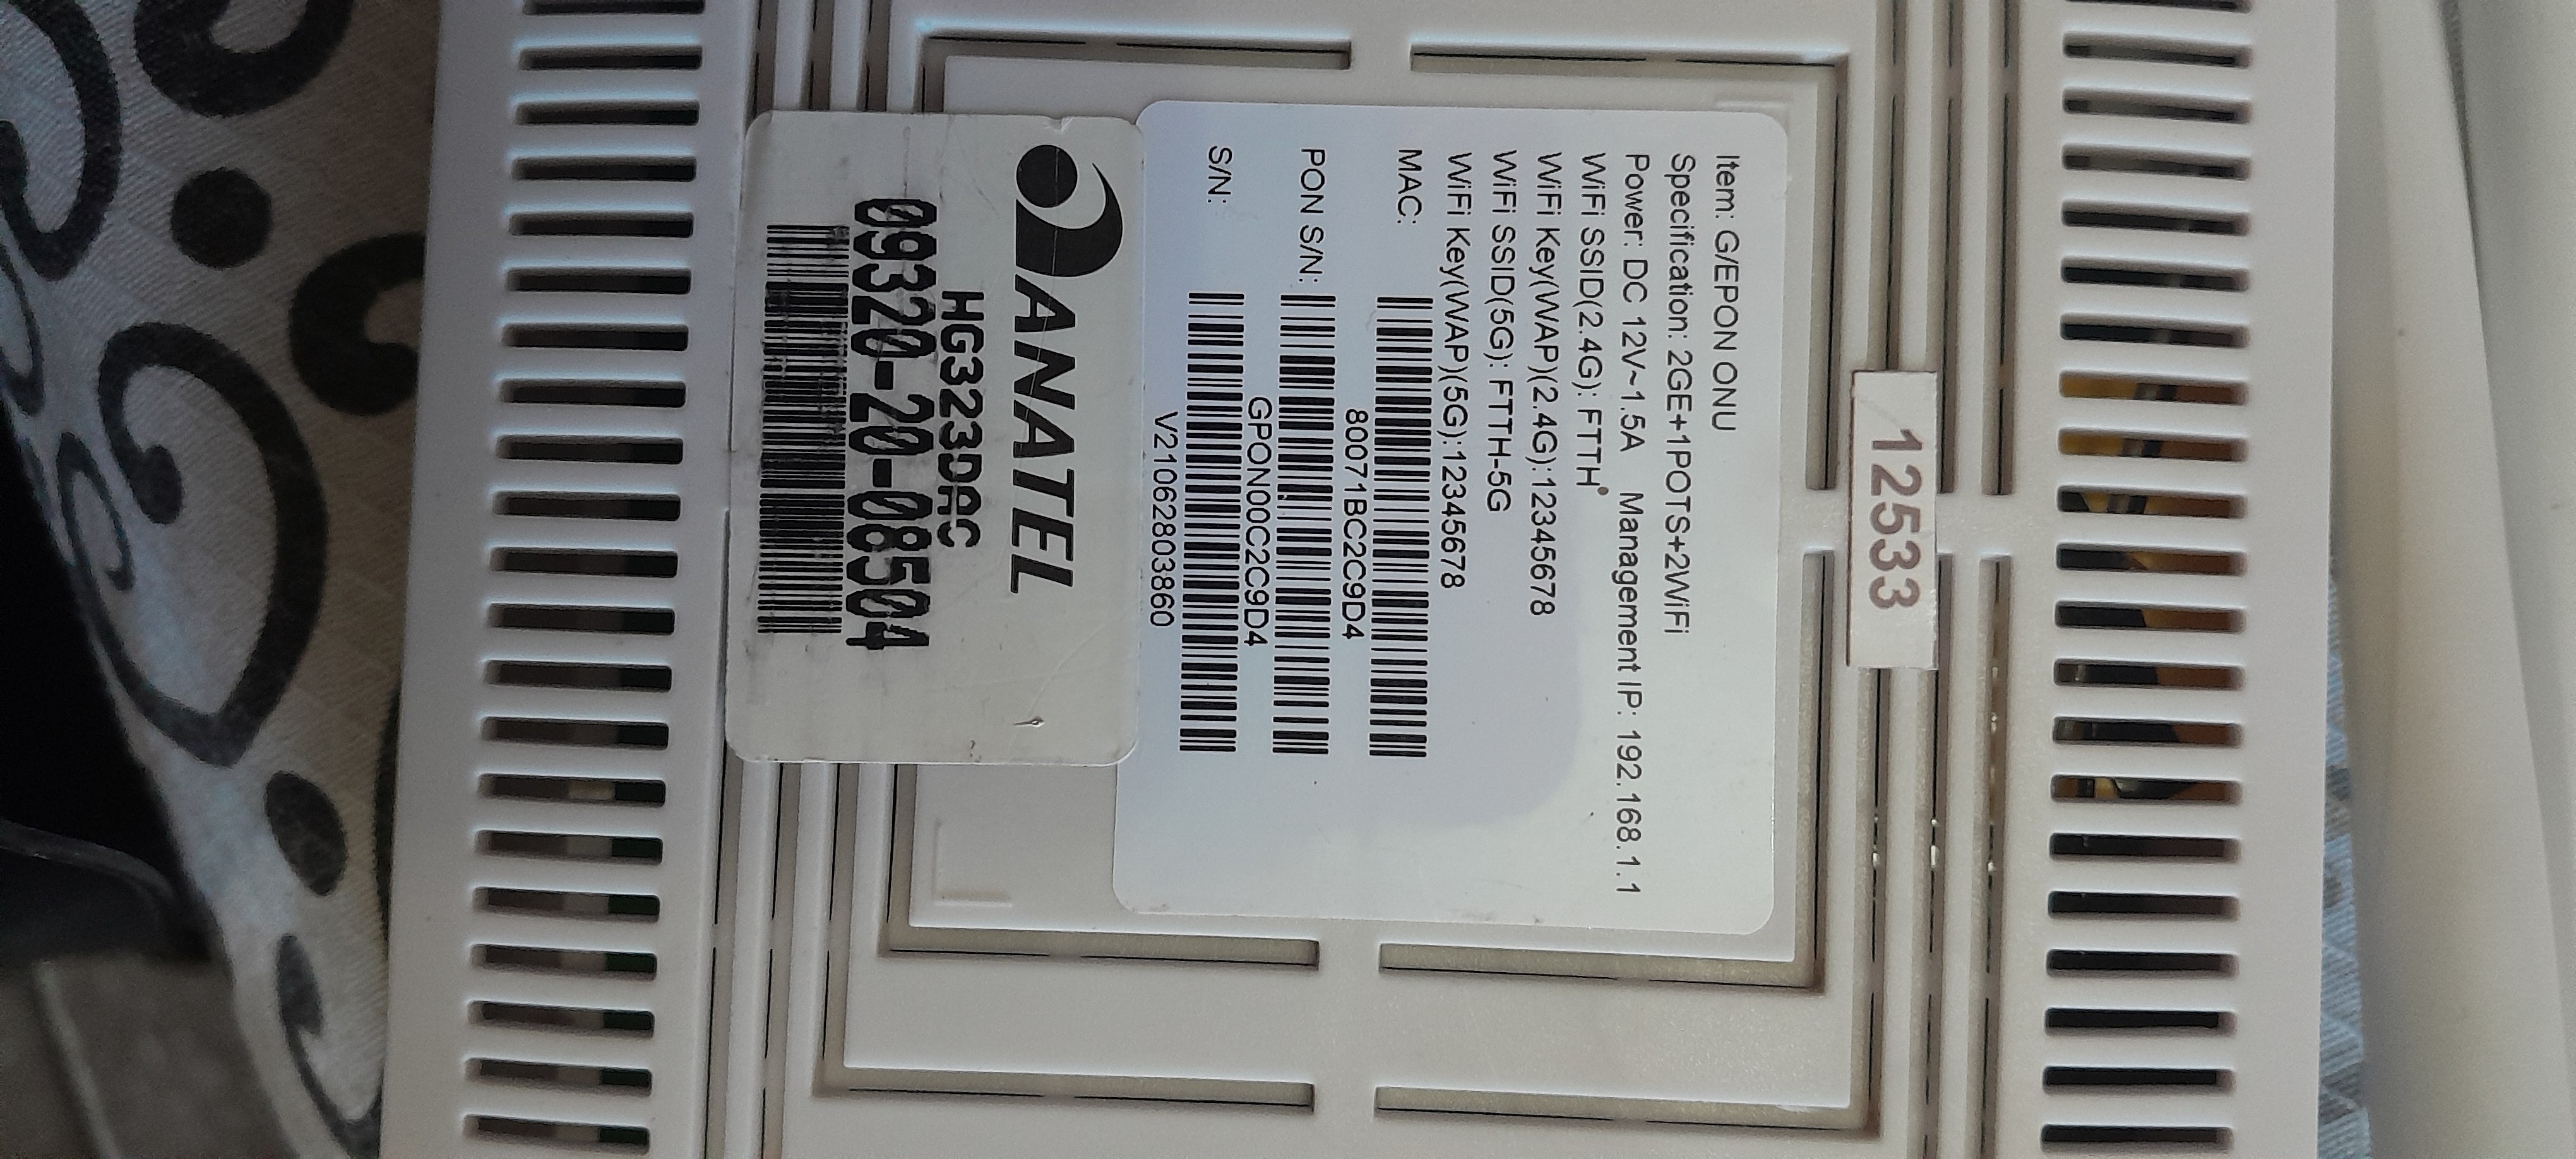 Item: G/EPON ONU
Specification: 2GE+1POTS+2WiFi
Power: DC 12V~1.5A Management IP: 192.168.1.1
WiFi SSID(2.4G): FTTH
WiFi Key(WAP)(2.4G):12345678
WiFi SSID(5G): FTTH-5G
WiFi Key(WAP)(5G):12345678
MAC:
80071BC2C9D4
PON S/N:
GPON00C2C9D4
S/N:
V210628038​60
ANATEL
HG323DAC
09320-20-08504
12533